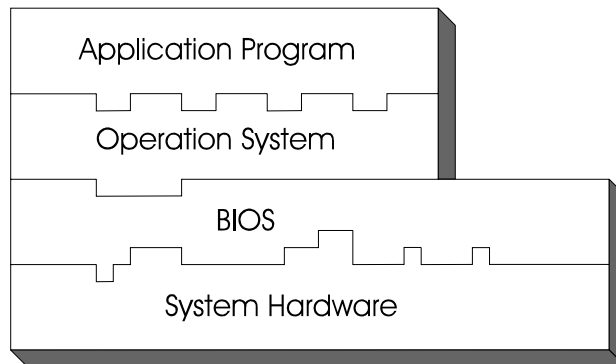 Application Program
Operation System
BIOS
System Hardware